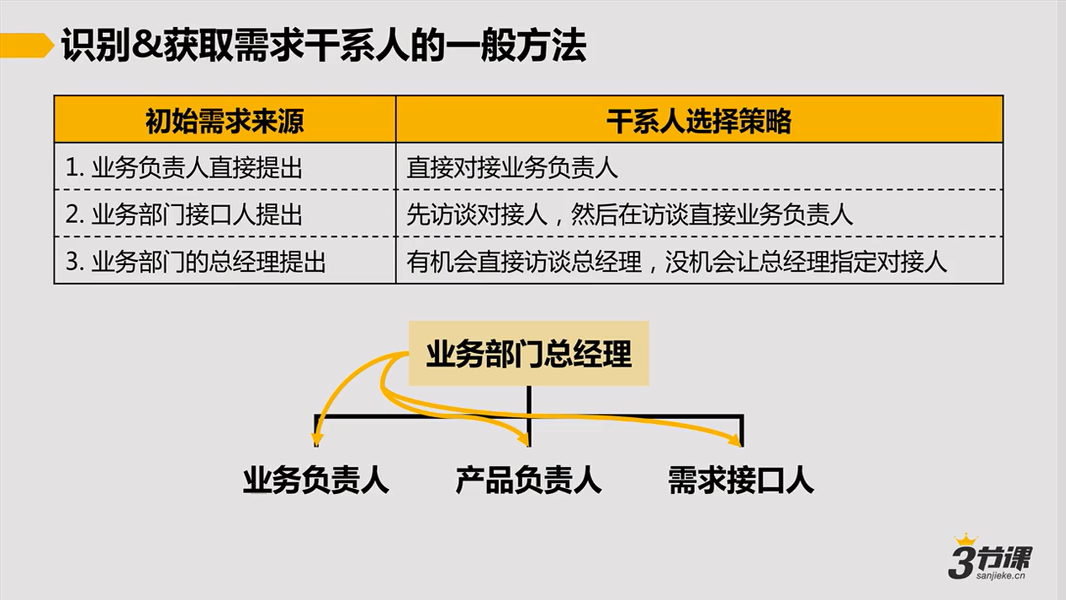 识别&获取需求干系人的一般方法
初始需求来源 干系人选择策略
1. 业务负责人直接提出 直接对接业务负责人
2. 业务部门接口人提出 先访谈对接人，然后在访谈直接业务负责人
3. 业务部门的总经理提出 有机会直接访谈总经理，没机会让总经理指定对接人
业务部门总经理
业务负责人 产品负责人 需求接口人
3节课
sanjieke.cn